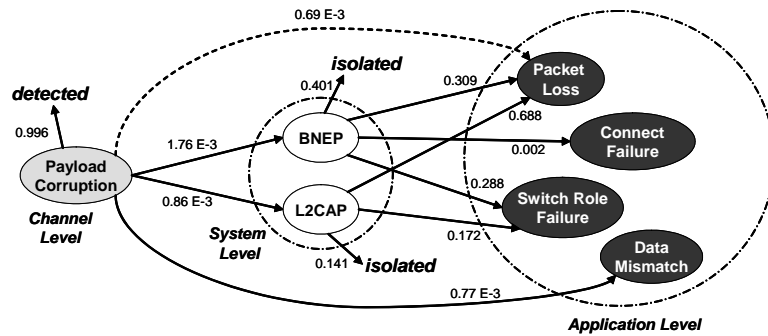 0.69 E-3
isolated
Packet
Loss
detected
0.401
0.309
0.688
0.996
1.76 E-3
BNEP
0.002
Connect
Failure
Payload
Corruption
0.288
0.86 E-3
L2CAP
Switch Role
Failure
Channel
Level
System
Level
0.172
0.141
isolated
Data
Mismatch
0.77 E-3
Application Level